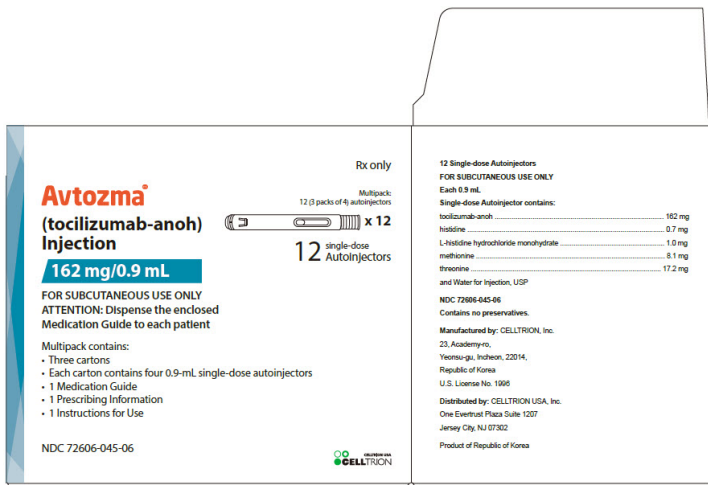 Rx only
Avtozma®
Multipack:
12 (3 packs of 4) autoinjectors
(tocilizumab-anoh)
Injection
x 12
12 single-dose
AutoInjectors
162 mg/0.9 mL
FOR SUBCUTANEOUS USE ONLY
ATTENTION: Dispense the enclosed
Medication Guide to each patient
Multipack contains:
• Three cartons
• Each carton contains four 0.9-mL single-dose autoinjectors
• 1 Medication Guide
• 1 Prescribing Information
• 1 Instructions for Use
NDC 72606-045-06
CELLTRION USA
CELLTRION
12 Single-dose Autoinjectors
FOR SUBCUTANEOUS USE ONLY
Each 0.9 mL
Single-dose Autoinjector contains:
tocilizumab-anoh ........ 162 mg
histidine ........ 0.7 mg
L-histidine hydrochloride monohydrate ........ 1.0 mg
methionine ........ 8.1 mg
threonine ........ 17.2 mg
and Water for Injection, USP
NDC 72606-045-06
Contains no preservatives.
Manufactured by: CELLTRION, Inc.
23, Academy-ro,
Yeonsu-gu, Incheon, 22014,
Republic of Korea
U.S. License No. 1996
Distributed by: CELLTRION USA, Inc.
One Evertrust Plaza Suite 1207
Jersey City, NJ 07302
Product of Republic of Korea